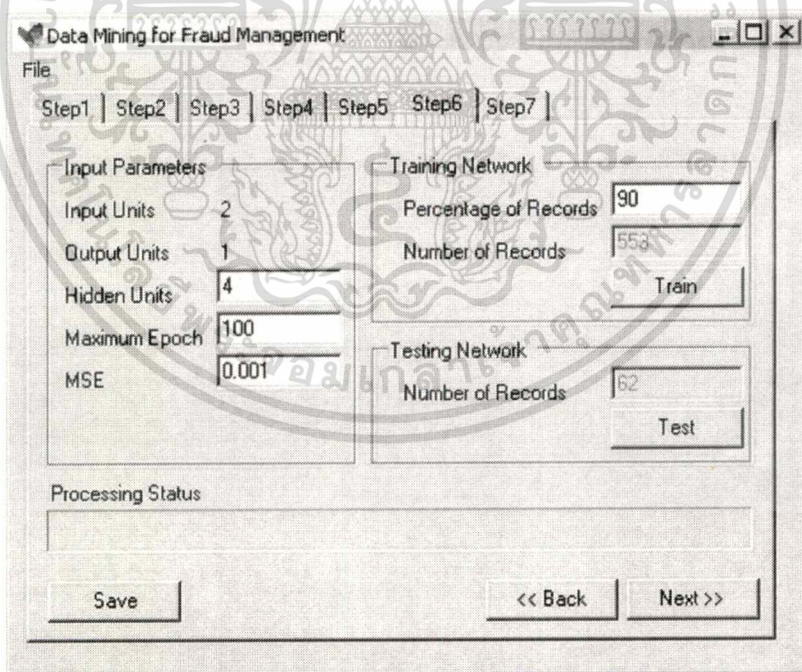 Data Mining for Fraud Management
File
Step1 Step2 Step3 Step4 Step5 Step6 Step7
Input Parameters
Input Units 2
Output Units 1
Hidden Units 4
Maximum Epoch 100
MSE 0.001
Training Network
Percentage of Records 90
Number of Records 553
Train
Testing Network
Number of Records 62
Test
Processing Status
Save
<< Back
Next >>